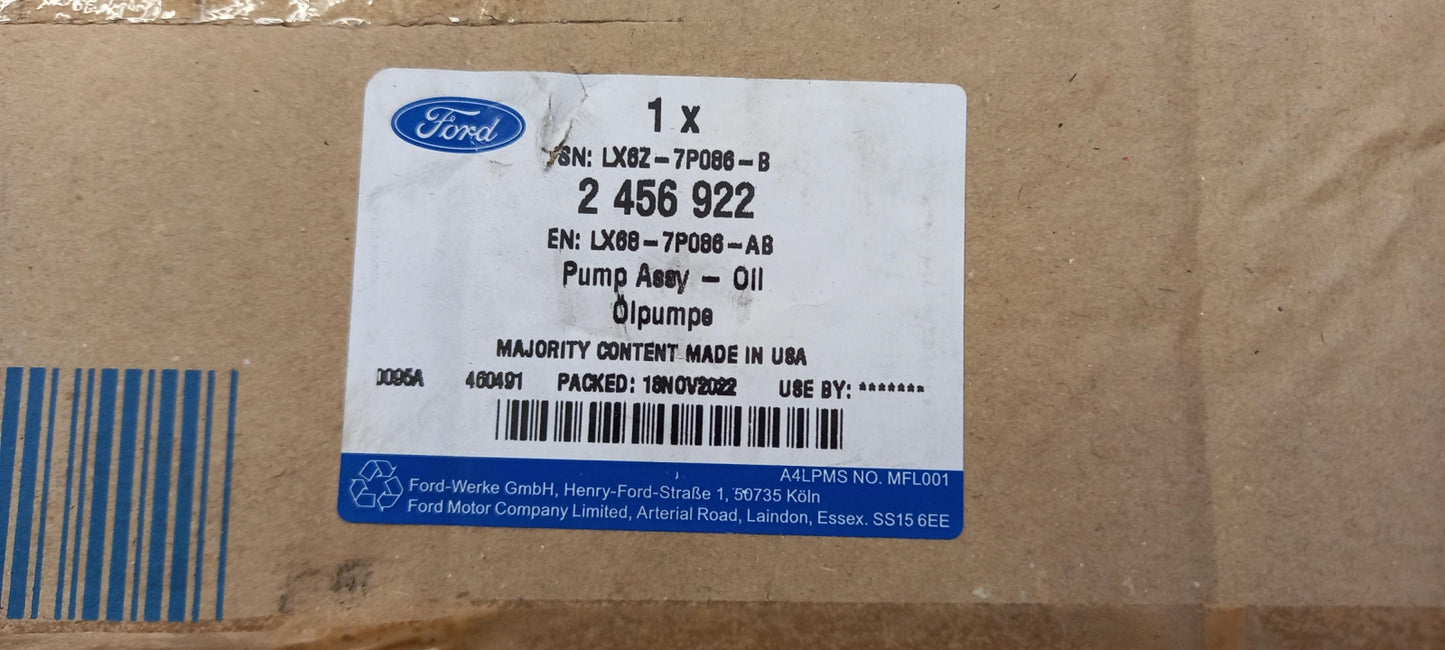 Ford
1 x
SN: LX6Z-7P086-B
2 456 922
EN: LX68-7P086-AB
Pump Assy - Oil
Ölpumpe
MAJORITY CONTENT MADE IN USA
0095A 460491 PACKED: 18NOV2022 USE BY: *******
A4LPMS NO. MFL001
Ford-Werke GmbH, Henry-Ford-Straße 1, 50735 Köln
Ford Motor Company Limited, Arterial Road, Laindon, Essex. SS15 6EE